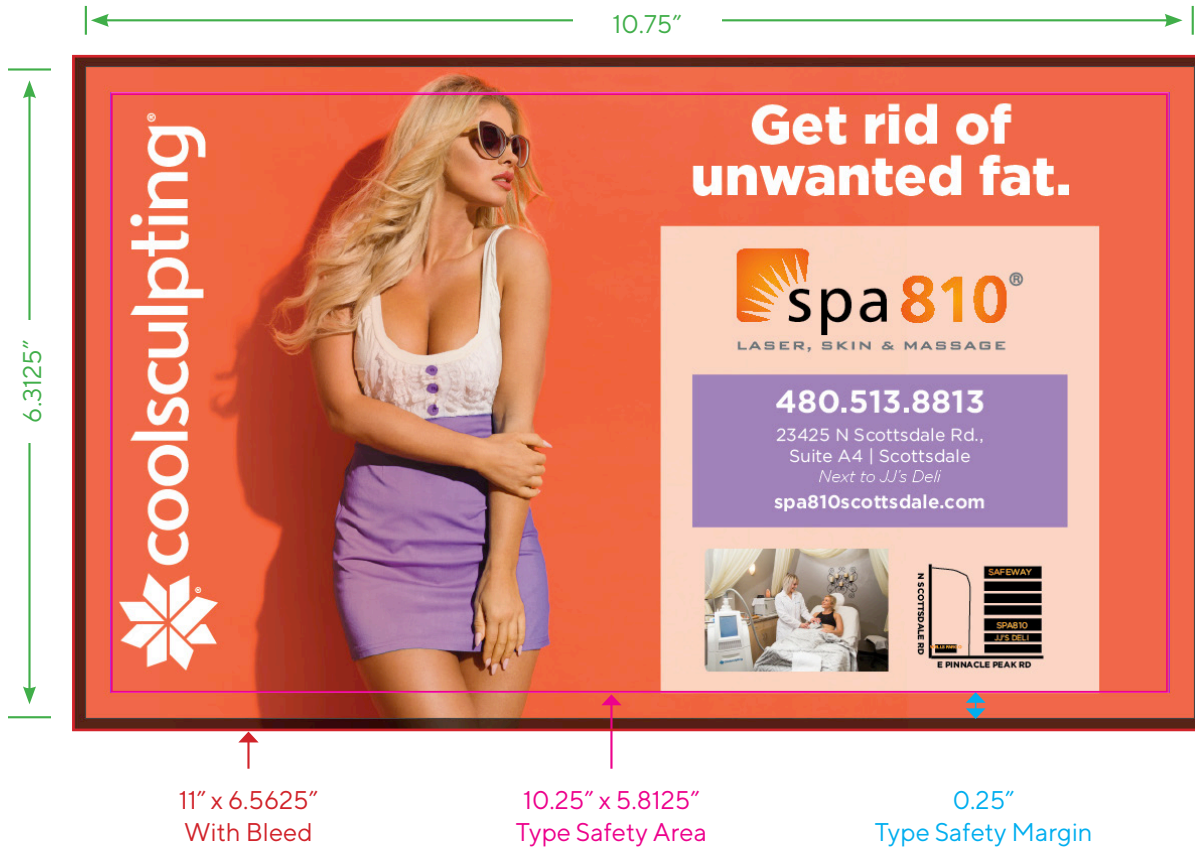 10.75”
6.3125”
coolsculpting®
®
Get rid of
unwanted fat.
spa810®
LASER, SKIN & MASSAGE
480.513.8813
23425 N Scottsdale Rd.,
Suite A4 | Scottsdale
Next to JJ's Deli
spa810scottsdale.com
N SCOTTSDALE RD
SAFEWAY
SPA810
JJ'S DELI
E PINNACLE PEAK RD
11” x 6.5625”
With Bleed
10.25” x 5.8125”
Type Safety Area
0.25”
Type Safety Margin